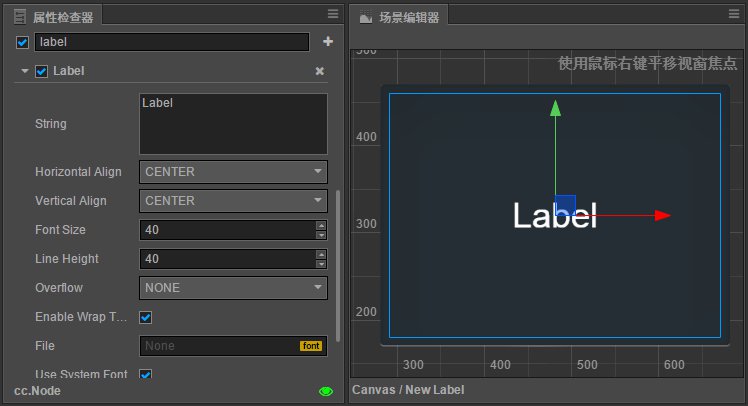 属性检查器
label
Label
String
Label
Horizontal Align
CENTER
Vertical Align
CENTER
Font Size
40
Line Height
40
Overflow
NONE
Enable Wrap T...
File
None
font
Use System Font
cc.Node
场景编辑器
使用鼠标右键平移视窗焦点
500
400
300
200
Label
300
400
500
600
Canvas / New Label